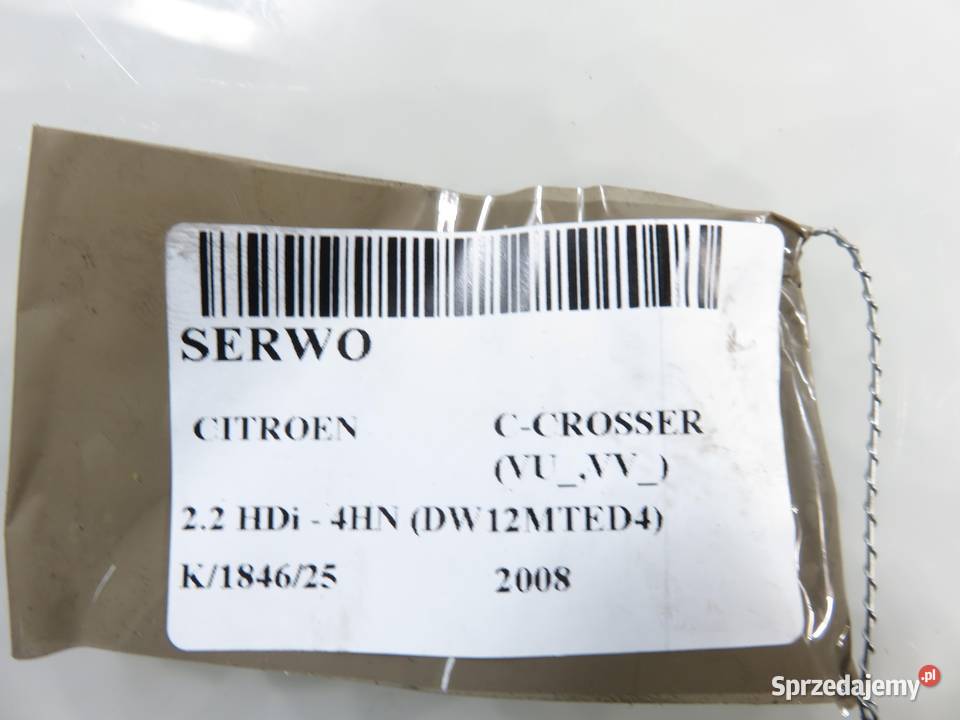 SERWO
CITROEN
C-CROSSER
(VU_,VV_)
2.2 HDi - 4HN (DW12MTED4)
K/1846/25
2008
Sprzedajemy.pl